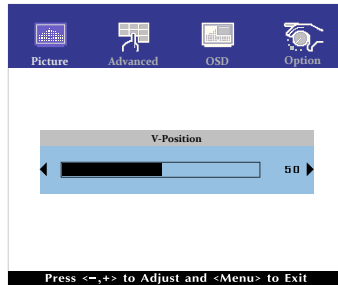 Picture Advanced OSD Option
V-Position
50
Press <–,+> to Adjust and <Menu> to Exit